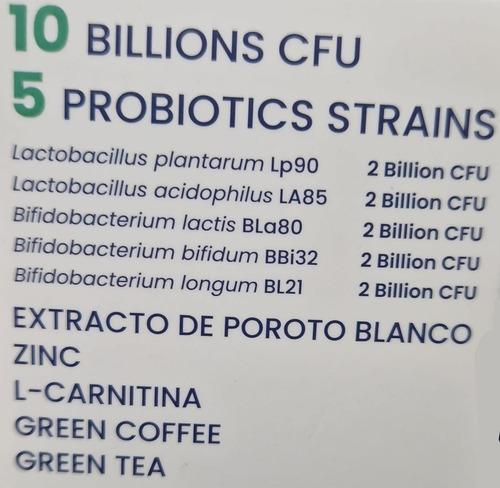 10 BILLIONS CFU
5 PROBIOTICS STRAINS
Lactobacillus plantarum Lp90 2 Billion CFU
Lactobacillus acidophilus LA85 2 Billion CFU
Bifidobacterium lactis BLa80 2 Billion CFU
Bifidobacterium bifidum BBi32 2 Billion CFU
Bifidobacterium longum BL21 2 Billion CFU
EXTRACTO DE POROTO BLANCO
ZINC
L-CARNITINA
GREEN COFFEE
GREEN TEA